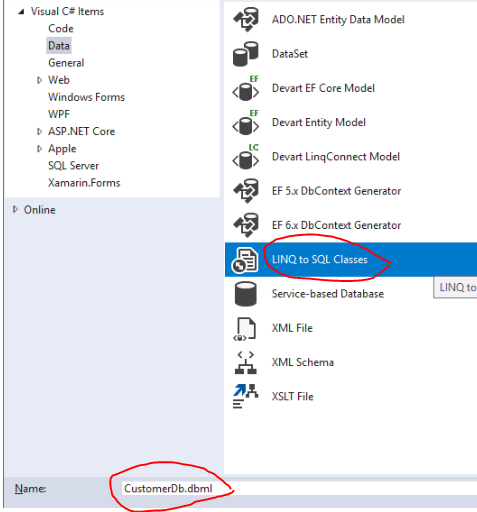 Visual C# Items
Code
Data
General
Web
Windows Forms
WPF
ASP.NET Core
Apple
SQL Server
Xamarin.Forms
Online
ADO.NET Entity Data Model
DataSet
EF
Devart EF Core Model
EF
Devart Entity Model
LC
Devart LinqConnect Model
EF 5.x DbContext Generator
EF 6.x DbContext Generator
LINQ to SQL Classes
Service-based Database
LINQ to
XML File
XML Schema
XSLT File
Name:
CustomerDb.dbml